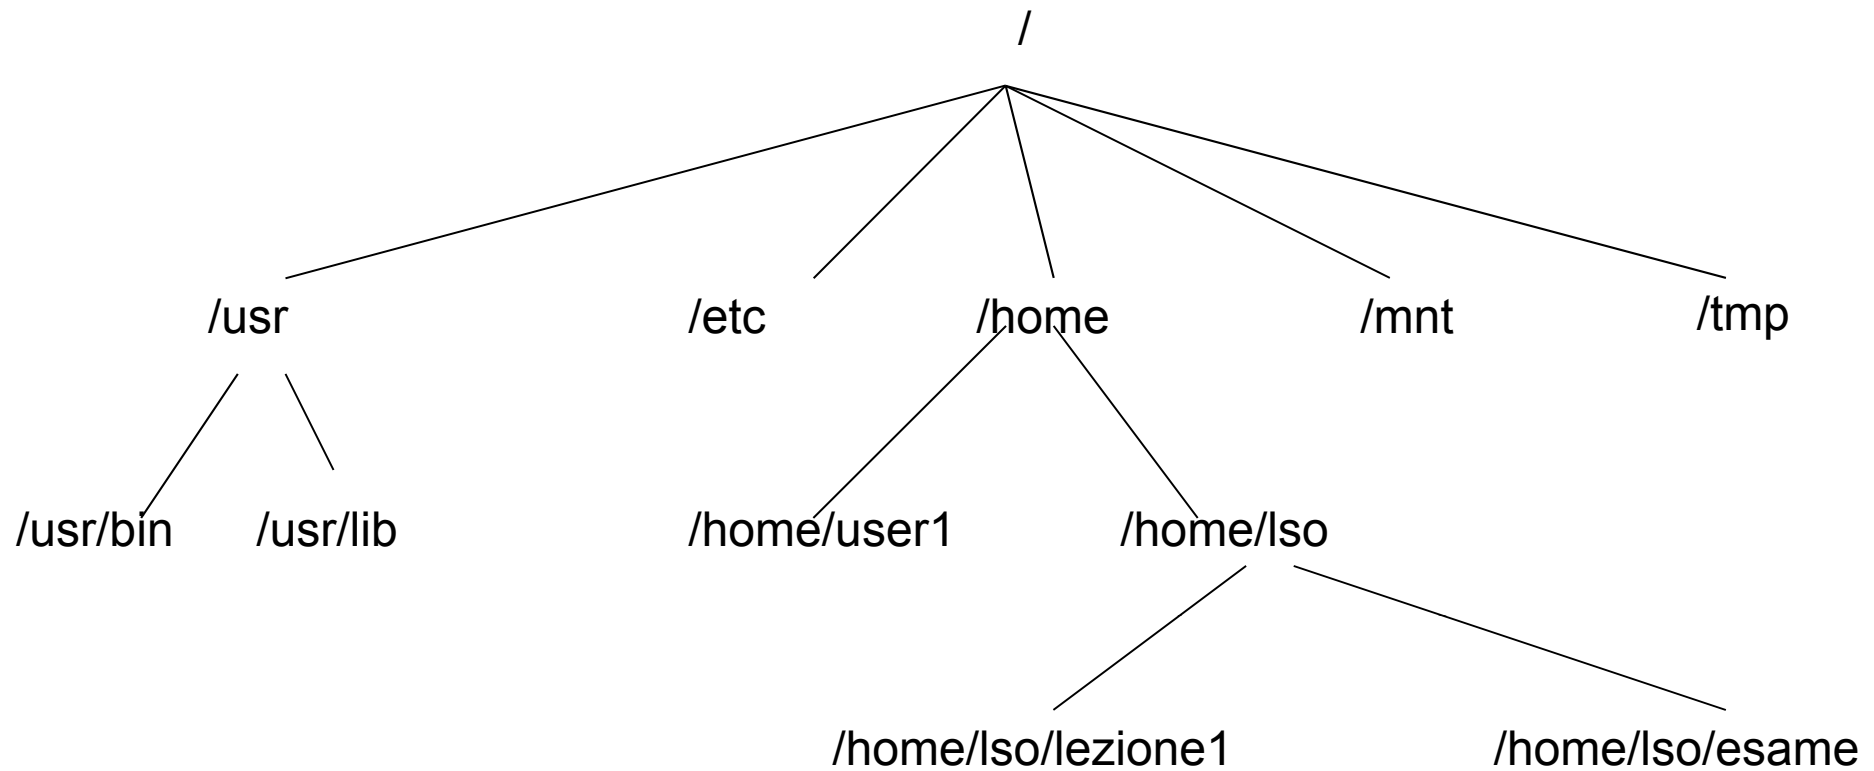 /
/usr /etc /home /mnt /tmp
/usr/bin /usr/lib /home/user1 /home/lso
/home/lso/lezione1 /home/lso/esame